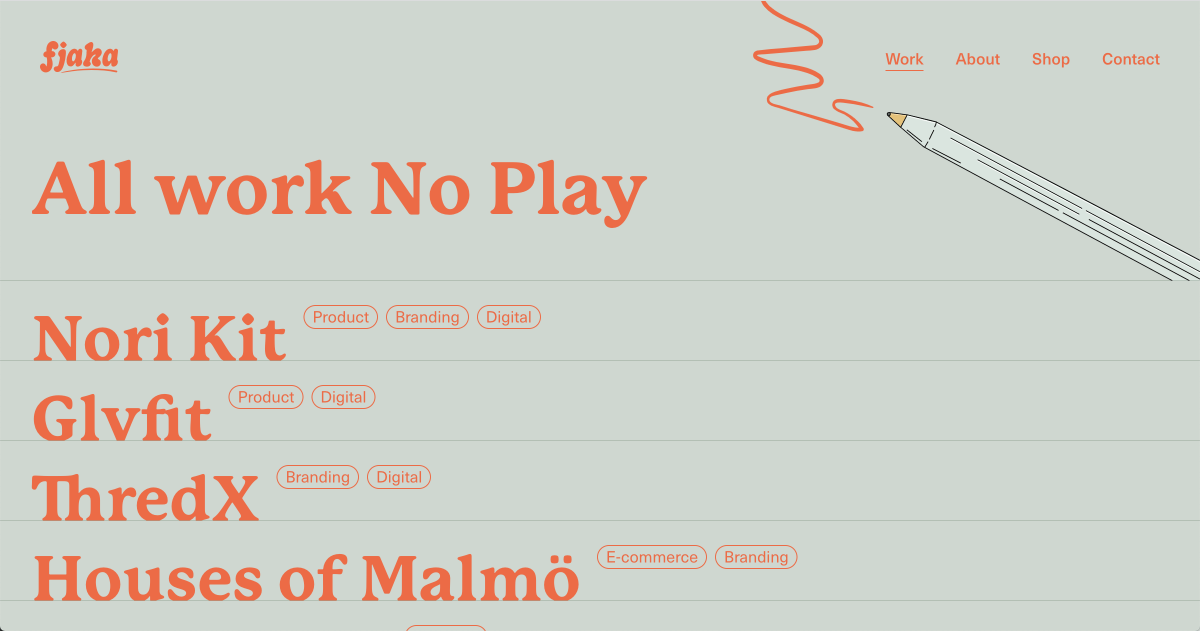 fjaka
Work About Shop Contact
All work No Play
Nori Kit Product Branding Digital
Glvfit Product Digital
ThredX Branding Digital
Houses of Malmö E-commerce Branding